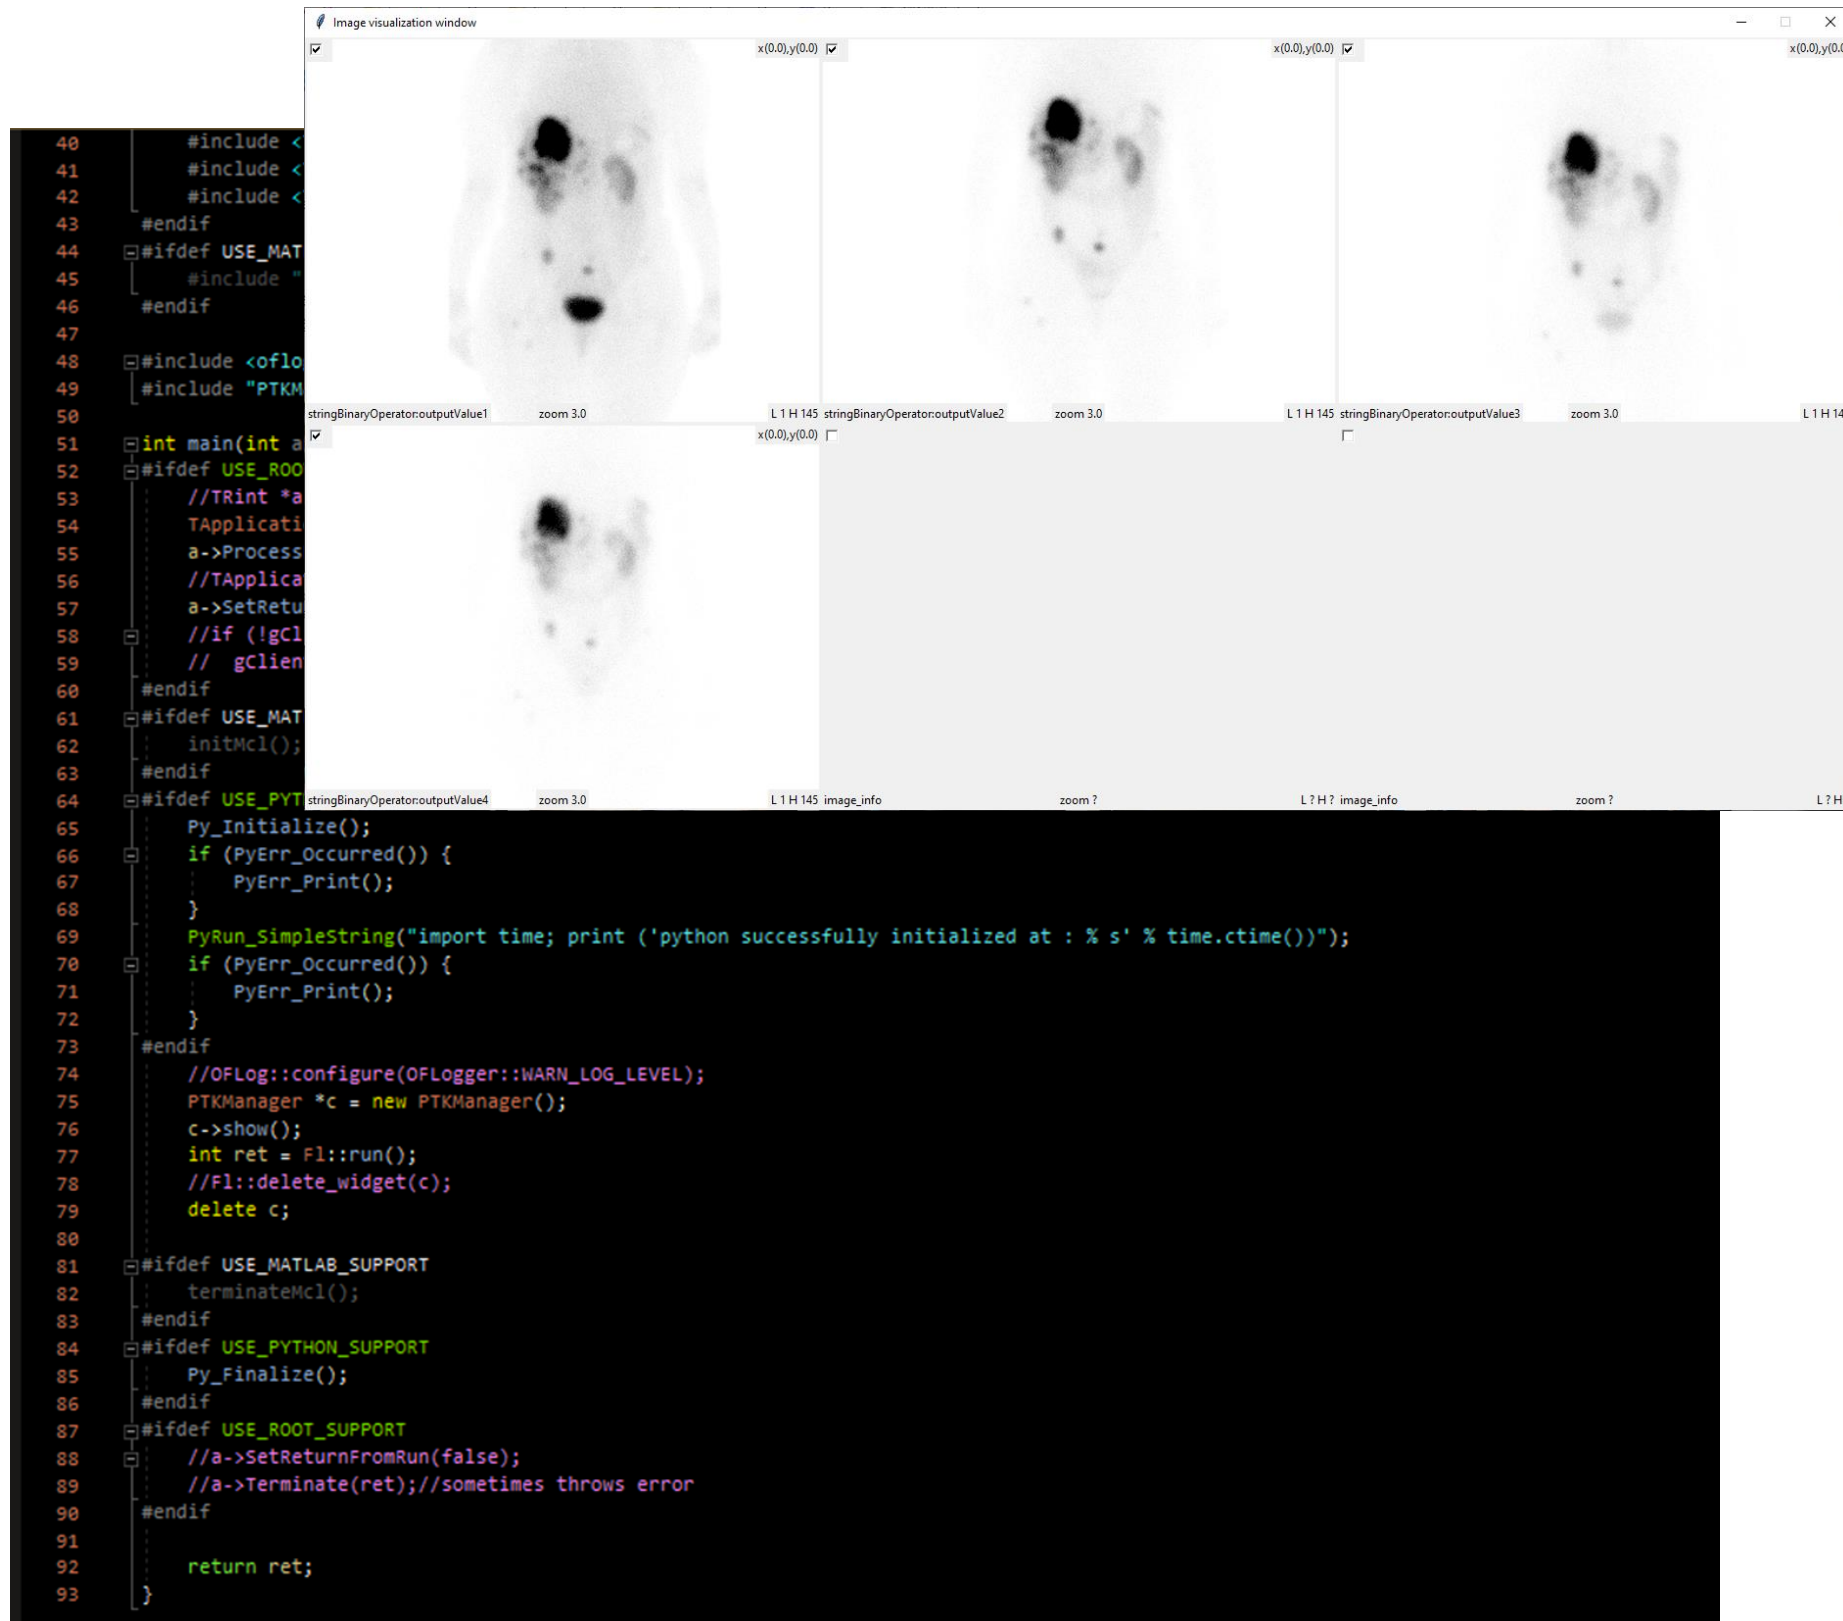 Image visualization window
x(0.0),y(0.0) x(0.0),y(0.0) x(0.0),y(0.0
stringBinaryOperator:outputValue1 zoom 3.0 L 1 H 145 stringBinaryOperator:outputValue2 zoom 3.0 L 1 H 145 stringBinaryOperator:outputValue3 zoom 3.0 L 1 H 14
x(0.0),y(0.0)
stringBinaryOperator:outputValue4 zoom 3.0 L 1 H 145 image_info zoom ? L ? H ? image_info zoom ? L ? H
40 #include <
41 #include <
42 #include <
43 #endif
44 #ifdef USE_MAT
45 #include "
46 #endif
47
48 #include <oflo
49 #include "PTKM
50
51 int main(int a
52 #ifdef USE_ROO
53 //TRint *a
54 TApplicati
55 a->Process
56 //TApplica
57 a->SetRetu
58 //if (!gCl
59 // gClien
60 #endif
61 #ifdef USE_MAT
62 initMcl();
63 #endif
64 #ifdef USE_PYT
65 Py_Initialize();
66 if (PyErr_Occurred()) {
67 PyErr_Print();
68 }
69 PyRun_SimpleString("import time; print ('python successfully initialized at : % s' % time.ctime())");
70 if (PyErr_Occurred()) {
71 PyErr_Print();
72 }
73 #endif
74 //OFLog::configure(OFLogger::WARN_LOG_LEVEL);
75 PTKManager *c = new PTKManager();
76 c->show();
77 int ret = Fl::run();
78 //Fl::delete_widget(c);
79 delete c;
80
81 #ifdef USE_MATLAB_SUPPORT
82 terminateMcl();
83 #endif
84 #ifdef USE_PYTHON_SUPPORT
85 Py_Finalize();
86 #endif
87 #ifdef USE_ROOT_SUPPORT
88 //a->SetReturnFromRun(false);
89 //a->Terminate(ret);//sometimes throws error
90 #endif
91
92 return ret;
93 }